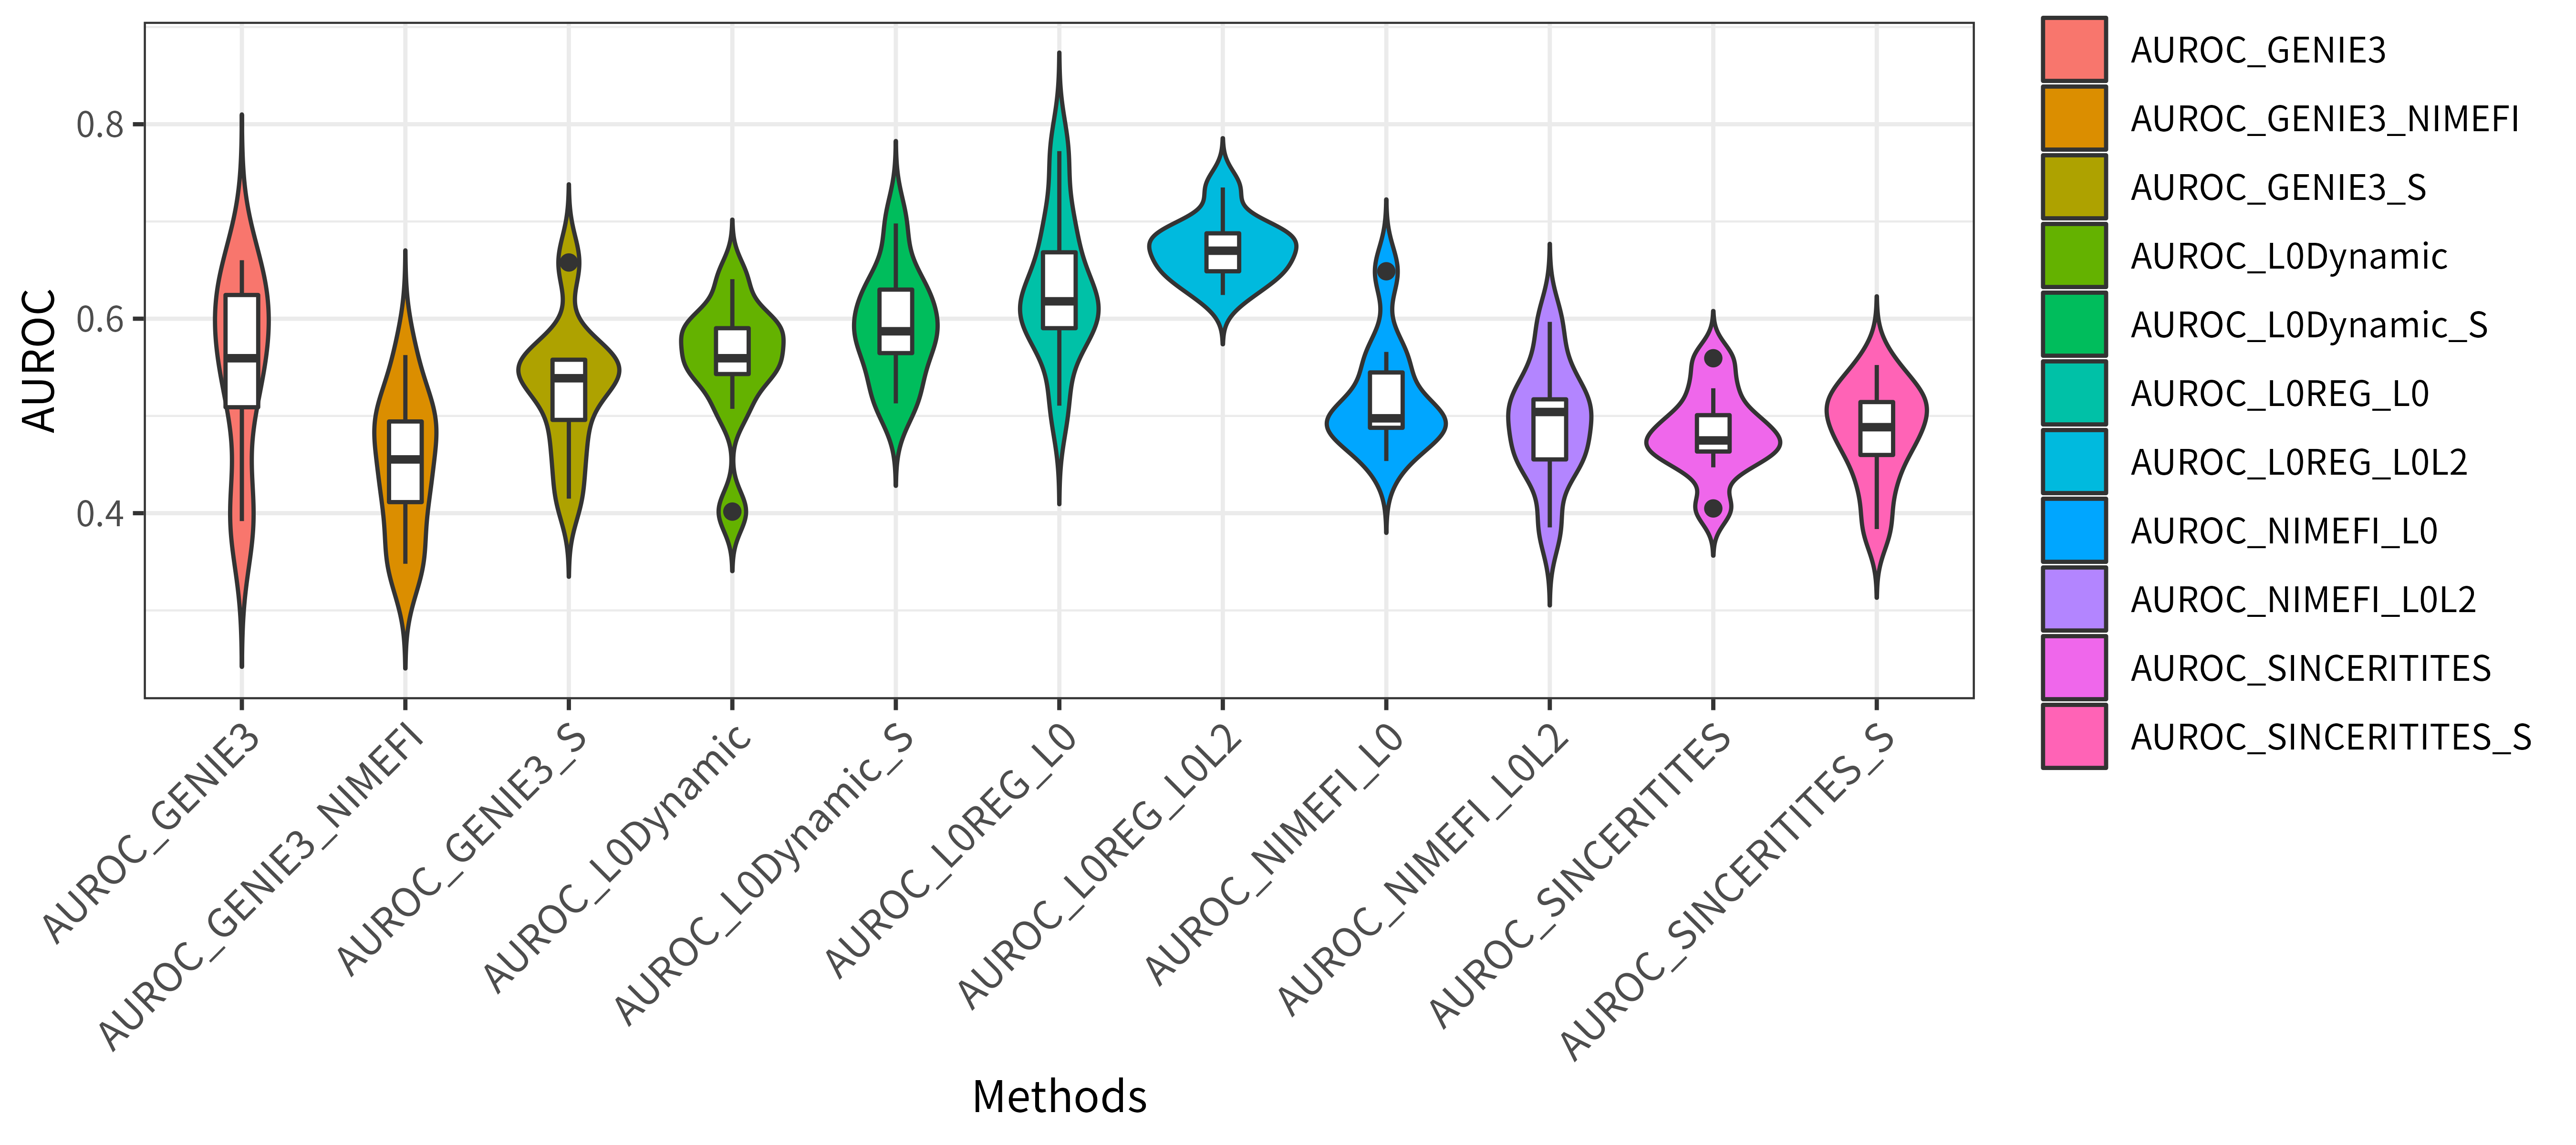 AUROC
0.8
0.6
0.4
AUROC_GENIE3
AUROC_GENIE3_NIMEFI
AUROC_GENIE3_S
AUROC_L0Dynamic
AUROC_L0Dynamic_S
AUROC_L0REG_L0
AUROC_L0REG_L0L2
AUROC_NIMEFI_L0
AUROC_NIMEFI_L0L2
AUROC_SINCERITITES
AUROC_SINCERITITES_S
Methods
AUROC_GENIE3
AUROC_GENIE3_NIMEFI
AUROC_GENIE3_S
AUROC_L0Dynamic
AUROC_L0Dynamic_S
AUROC_L0REG_L0
AUROC_L0REG_L0L2
AUROC_NIMEFI_L0
AUROC_NIMEFI_L0L2
AUROC_SINCERITITES
AUROC_SINCERITITES_S